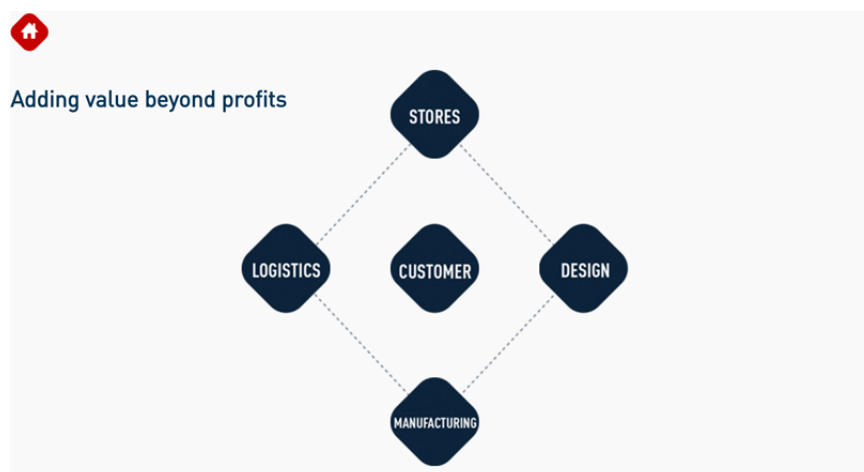 Adding value beyond profits
STORES
LOGISTICS
CUSTOMER
DESIGN
MANUFACTURING